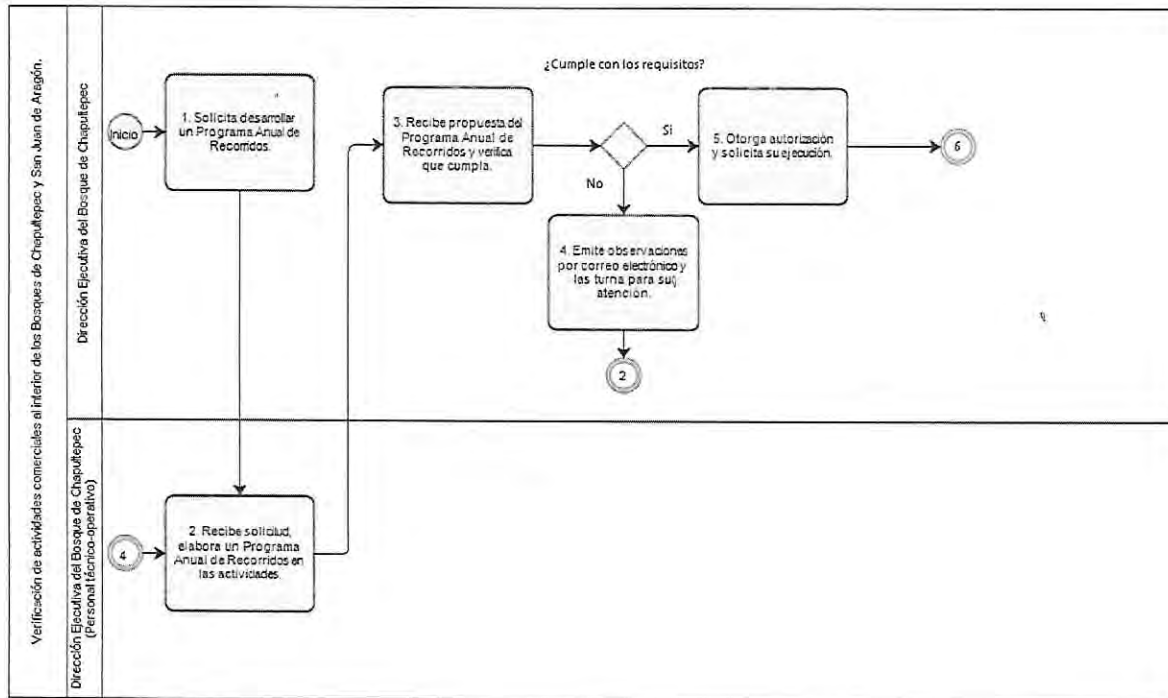 Verificación de actividades comerciales al interior de los Bosques de Chapultepec y San Juan de Aragón.
Dirección Ejecutiva del Bosque de Chapultepec
Inicio
1. Solicita desarrollar
un Programa Anual de
Recorridos.
3. Recibe propuesta del
Programa Anual de
Recorridos y verifica
que cumpla.
¿Cumple con los requisitos?
Si
No
5. Otorga autorización
y solicita su ejecución.
6
4. Emite observaciones
por correo electrónico y
las turna para su
atención.
2
Dirección Ejecutiva del Bosque de Chapultepec
(Personal técnico-operativo)
4
2. Recibe solicitud,
elabora un Programa
Anual de Recorridos en
las actividades.